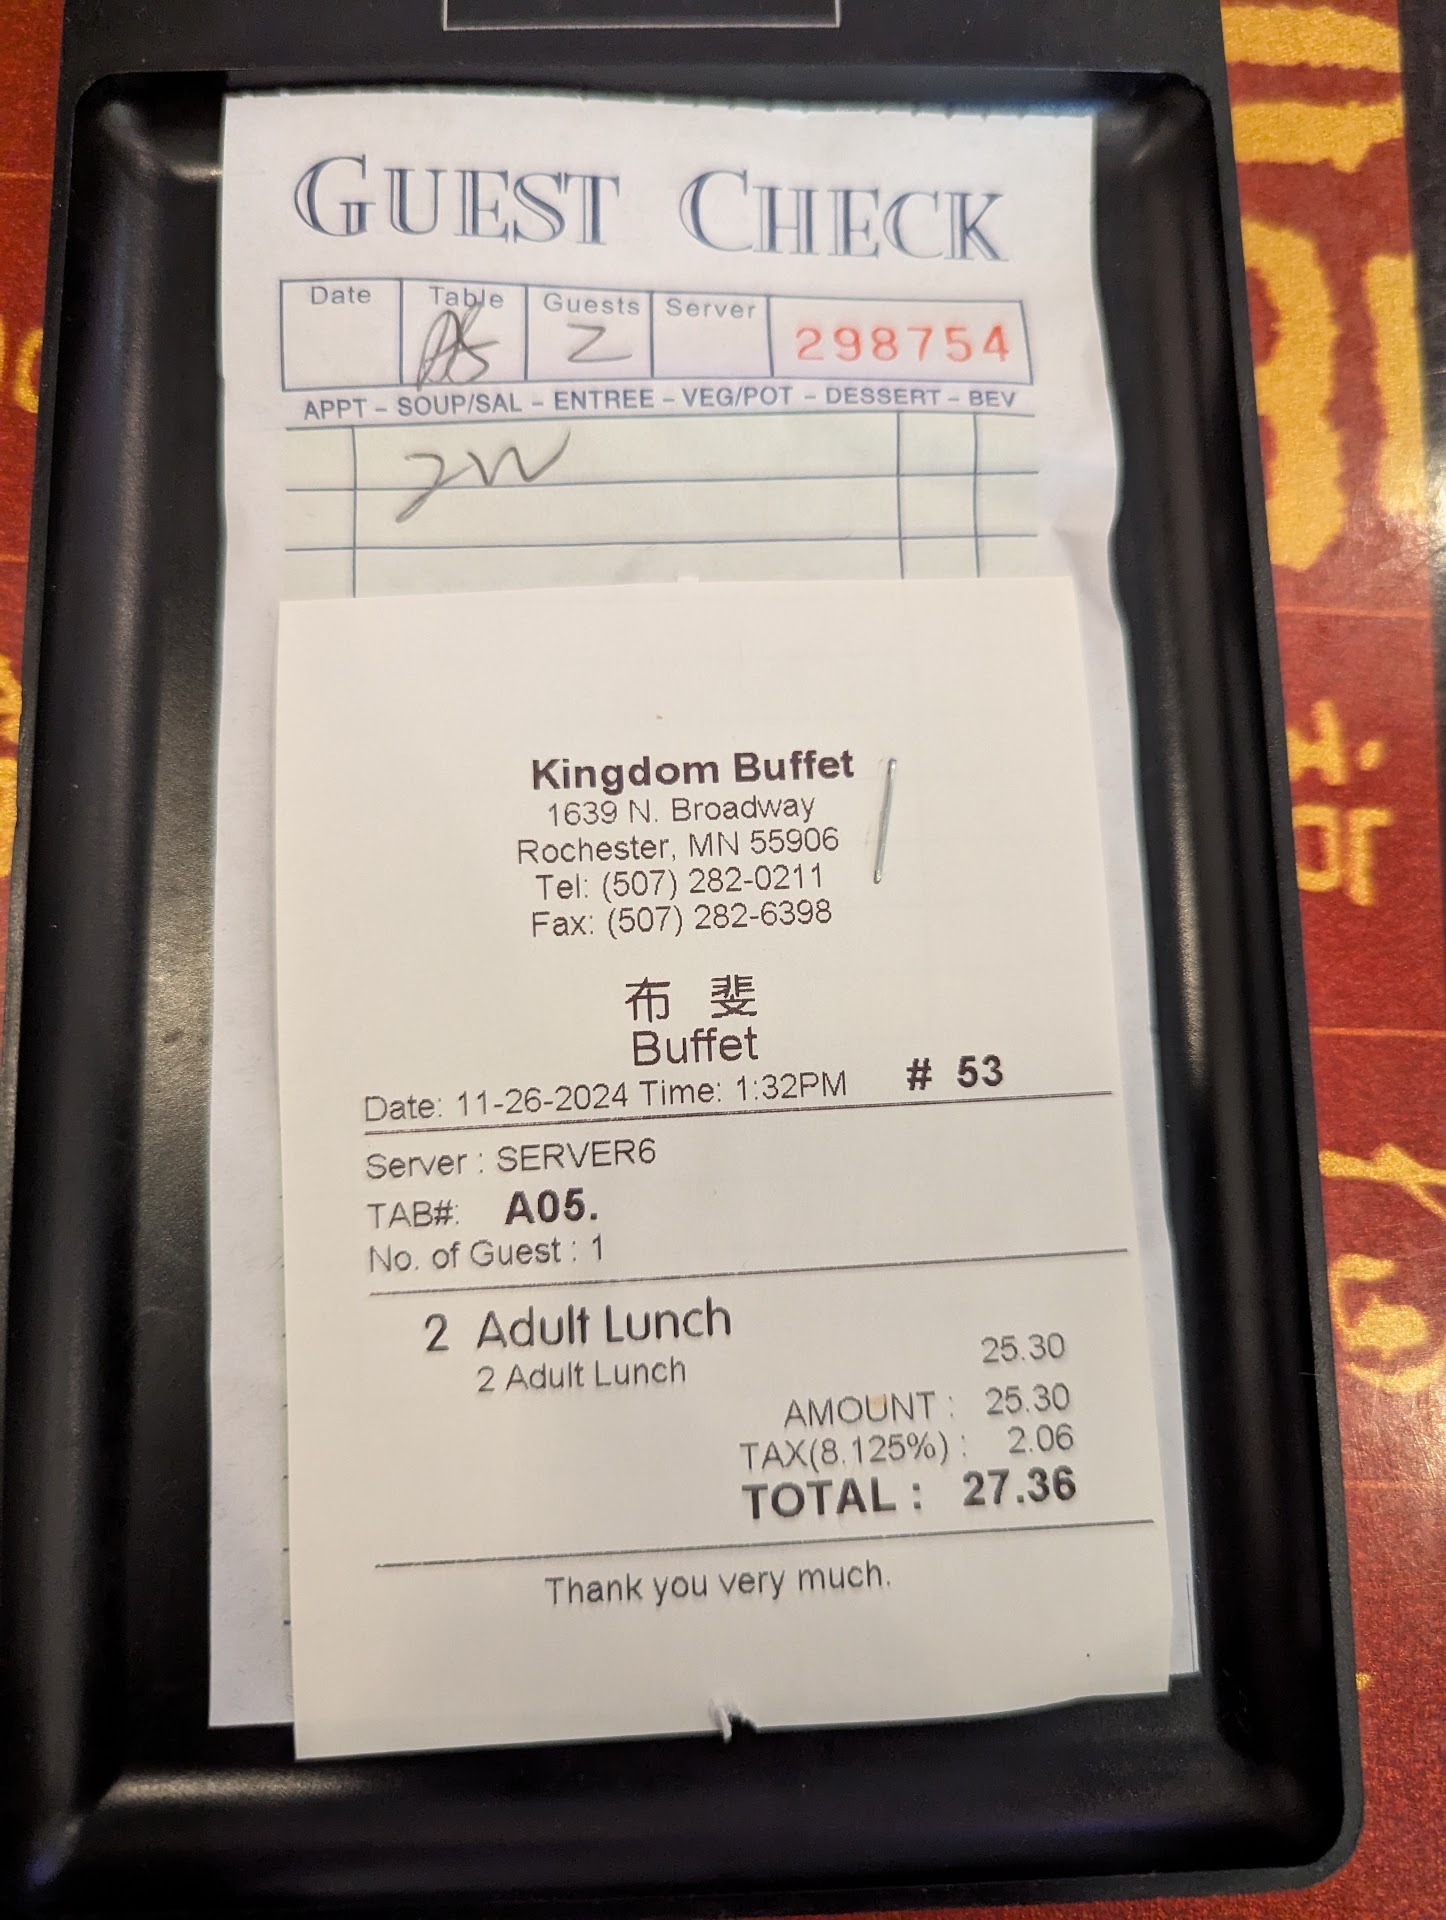 GUEST CHECK
Date Table Guests Server
A5 2 298754
APPT - SOUP/SAL - ENTREE - VEG/POT - DESSERT - BEV
2W
Kingdom Buffet
1639 N. Broadway
Rochester, MN 55906
Tel: (507) 282-0211
Fax: (507) 282-6398
布 斐
Buffet
Date: 11-26-2024 Time: 1:32PM # 53
Server : SERVER6
TAB#: A05.
No. of Guest : 1
2 Adult Lunch
2 Adult Lunch 25.30
AMOUNT : 25.30
TAX(8.125%) : 2.06
TOTAL : 27.36
Thank you very much.